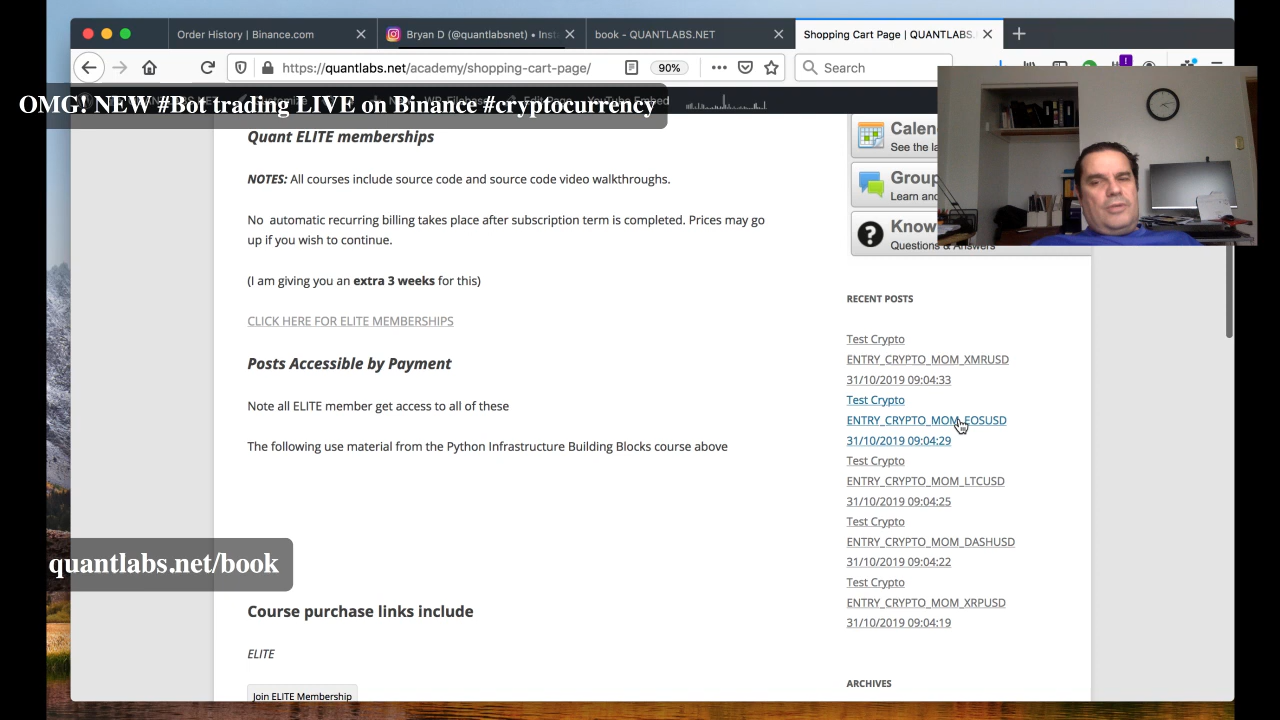 Order History | Binance.com
Bryan D (@quantlabsnet) • Inst
book - QUANTLABS.NET
Shopping Cart Page | QUANTLABS.
https://quantlabs.net/academy/shopping-cart-page/
90%
Search
OMG! NEW #Bot trading LIVE on Binance #cryptocurrency
Quant ELITE memberships
NOTES: All courses include source code and source code video walkthroughs.
No automatic recurring billing takes place after subscription term is completed. Prices may go
up if you wish to continue.
(I am giving you an extra 3 weeks for this)
CLICK HERE FOR ELITE MEMBERSHIPS
Posts Accessible by Payment
Note all ELITE member get access to all of these
The following use material from the Python Infrastructure Building Blocks course above
quantlabs.net/book
Course purchase links include
ELITE
Join ELITE Membership
Calen
See the la
Group
Learn and
Know
Questions & Answers
RECENT POSTS
Test Crypto
ENTRY_CRYPTO_MOM_XMRUSD
31/10/2019 09:04:33
Test Crypto
ENTRY_CRYPTO_MOM_EOSUSD
31/10/2019 09:04:29
Test Crypto
ENTRY_CRYPTO_MOM_LTCUSD
31/10/2019 09:04:25
Test Crypto
ENTRY_CRYPTO_MOM_DASHUSD
31/10/2019 09:04:22
Test Crypto
ENTRY_CRYPTO_MOM_XRPUSD
31/10/2019 09:04:19
ARCHIVES